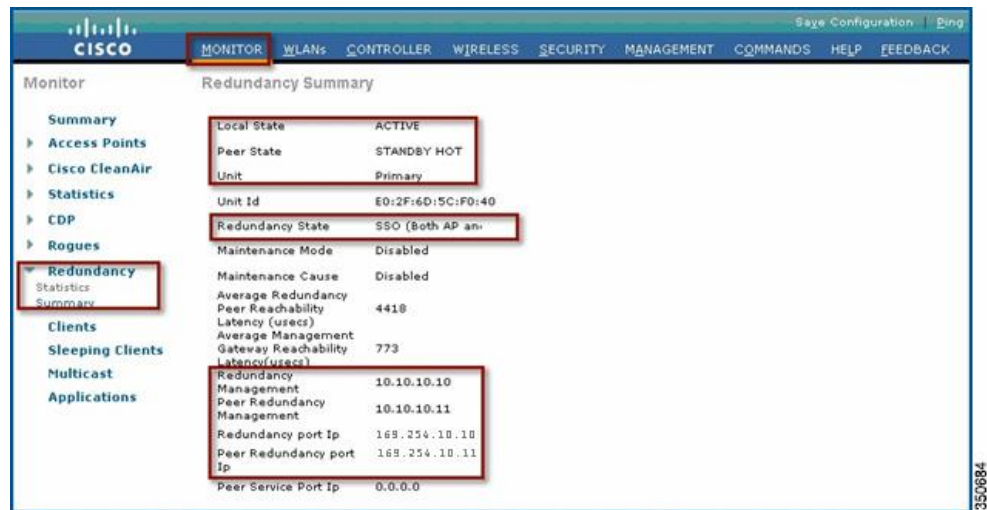 Save Configuration | Ping
CISCO
MONITOR WLANs CONTROLLER WIRELESS SECURITY MANAGEMENT COMMANDS HELP FEEDBACK
Monitor
Summary
Access Points
Cisco CleanAir
Statistics
CDP
Rogues
Redundancy
Statistics
Summary
Clients
Sleeping Clients
Multicast
Applications
Redundancy Summary
Local State ACTIVE
Peer State STANDBY HOT
Unit Primary
Unit Id E0:2F:6D:5C:F0:40
Redundancy State SSO (Both AP an
Maintenance Mode Disabled
Maintenance Cause Disabled
Average Redundancy
Peer Reachability 4418
Latency (usecs)
Average Management
Gateway Reachability 773
Latency(usecs)
Redundancy
Management 10.10.10.10
Peer Redundancy
Management 10.10.10.11
Redundancy port Ip 169.254.10.10
Peer Redundancy port 169.254.10.11
Ip
Peer Service Port Ip 0.0.0.0
350684